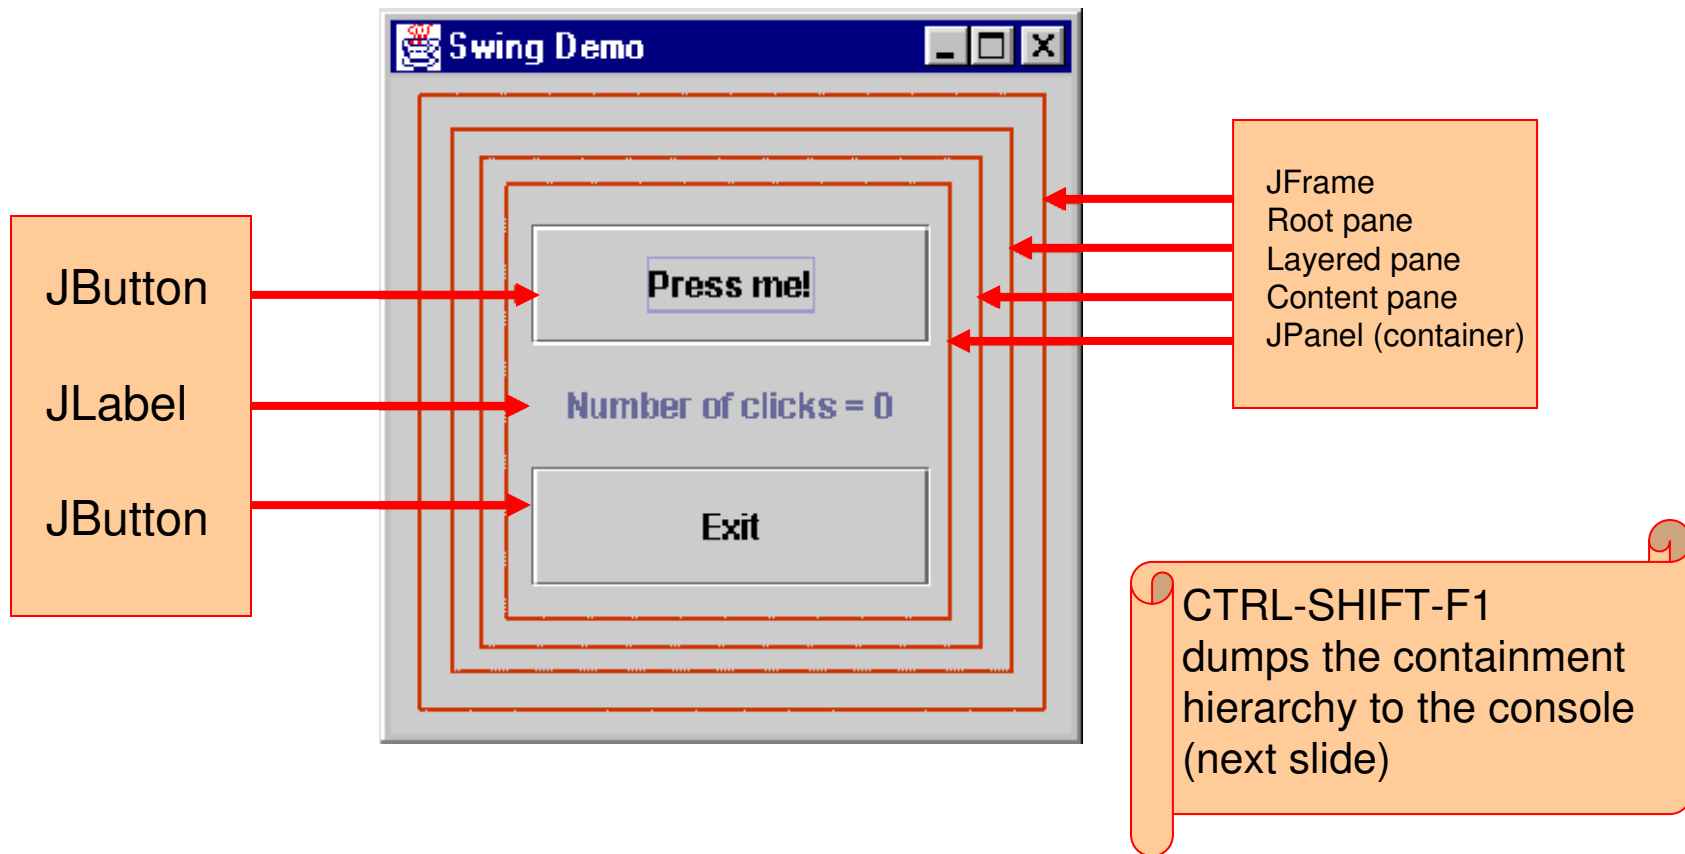 Swing Demo
JButton
JLabel
JButton
Press me!
Number of clicks = 0
Exit
JFrame
Root pane
Layered pane
Content pane
JPanel (container)
CTRL-SHIFT-F1
dumps the containment
hierarchy to the console
(next slide)